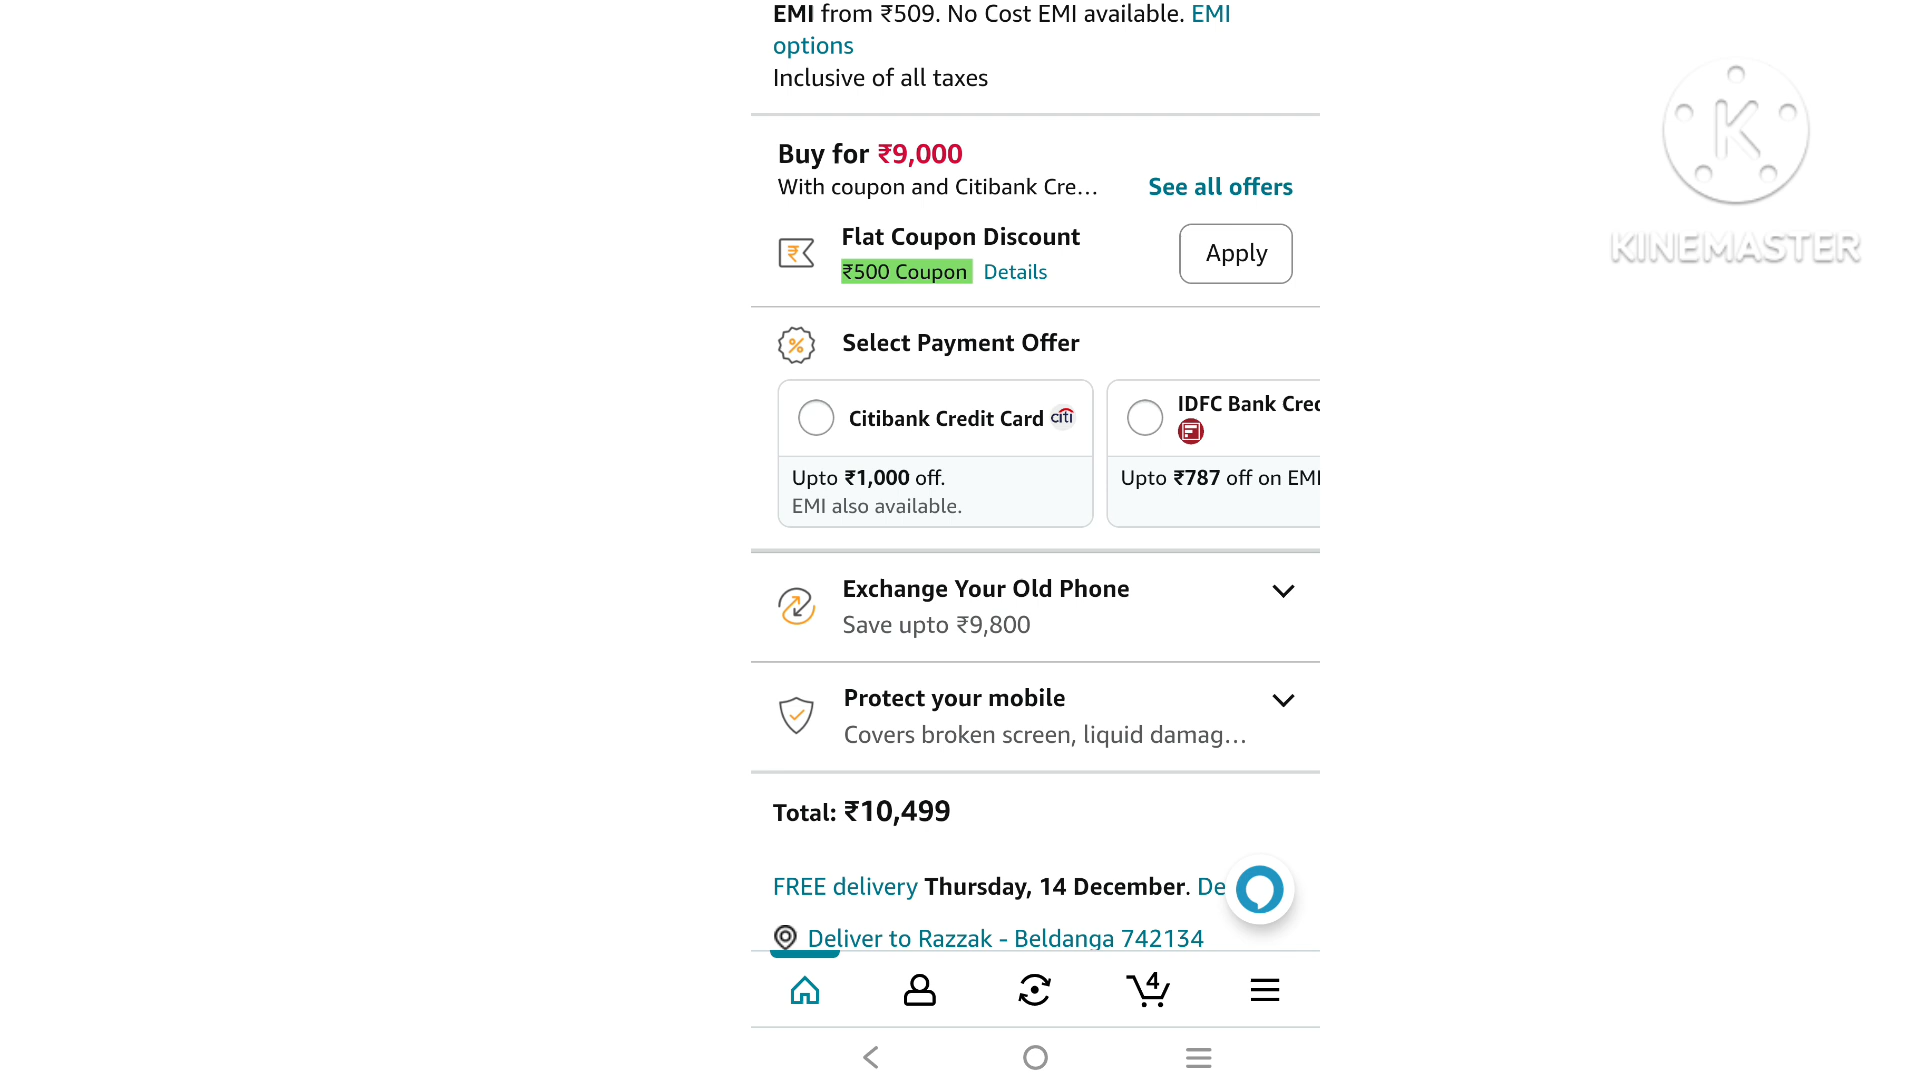 EMI from ₹509. No Cost EMI available. EMI
options
Inclusive of all taxes
Buy for ₹9,000
With coupon and Citibank Cre...
See all offers
Flat Coupon Discount
₹500 Coupon Details
Apply
Select Payment Offer
Citibank Credit Card citi
Upto ₹1,000 off.
EMI also available.
IDFC Bank Cred
Upto ₹787 off on EMI
Exchange Your Old Phone
Save upto ₹9,800
Protect your mobile
Covers broken screen, liquid damag...
Total: ₹10,499
FREE delivery Thursday, 14 December. De
Deliver to Razzak - Beldanga 742134
4
K
KINEMASTER